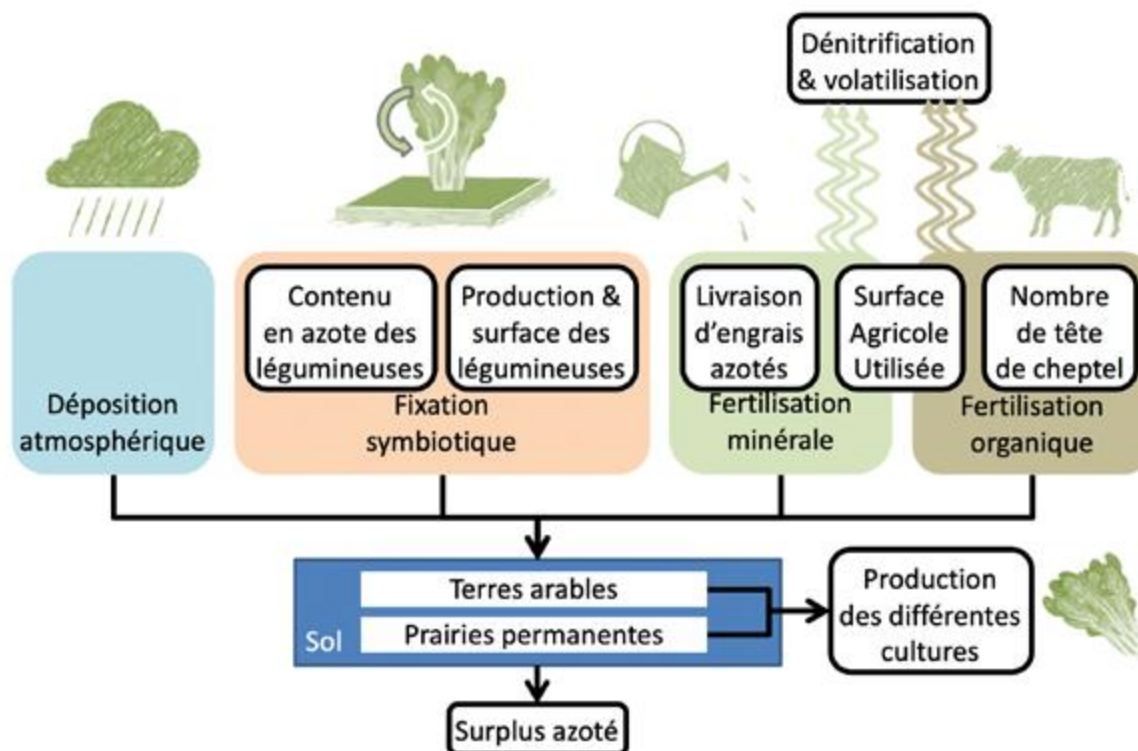 Dénitrification
& volatilisation
Contenu
en azote des
légumineuses
Production &
surface des
légumineuses
Livraison
d'engrais
azotés
Surface
Agricole
Utilisée
Nombre
de tête
de cheptel
Déposition
atmosphérique
Fixation
symbiotique
Fertilisation
minérale
Fertilisation
organique
Terres arables
Prairies permanentes
Sol
Production
des différentes
cultures
Surplus azoté